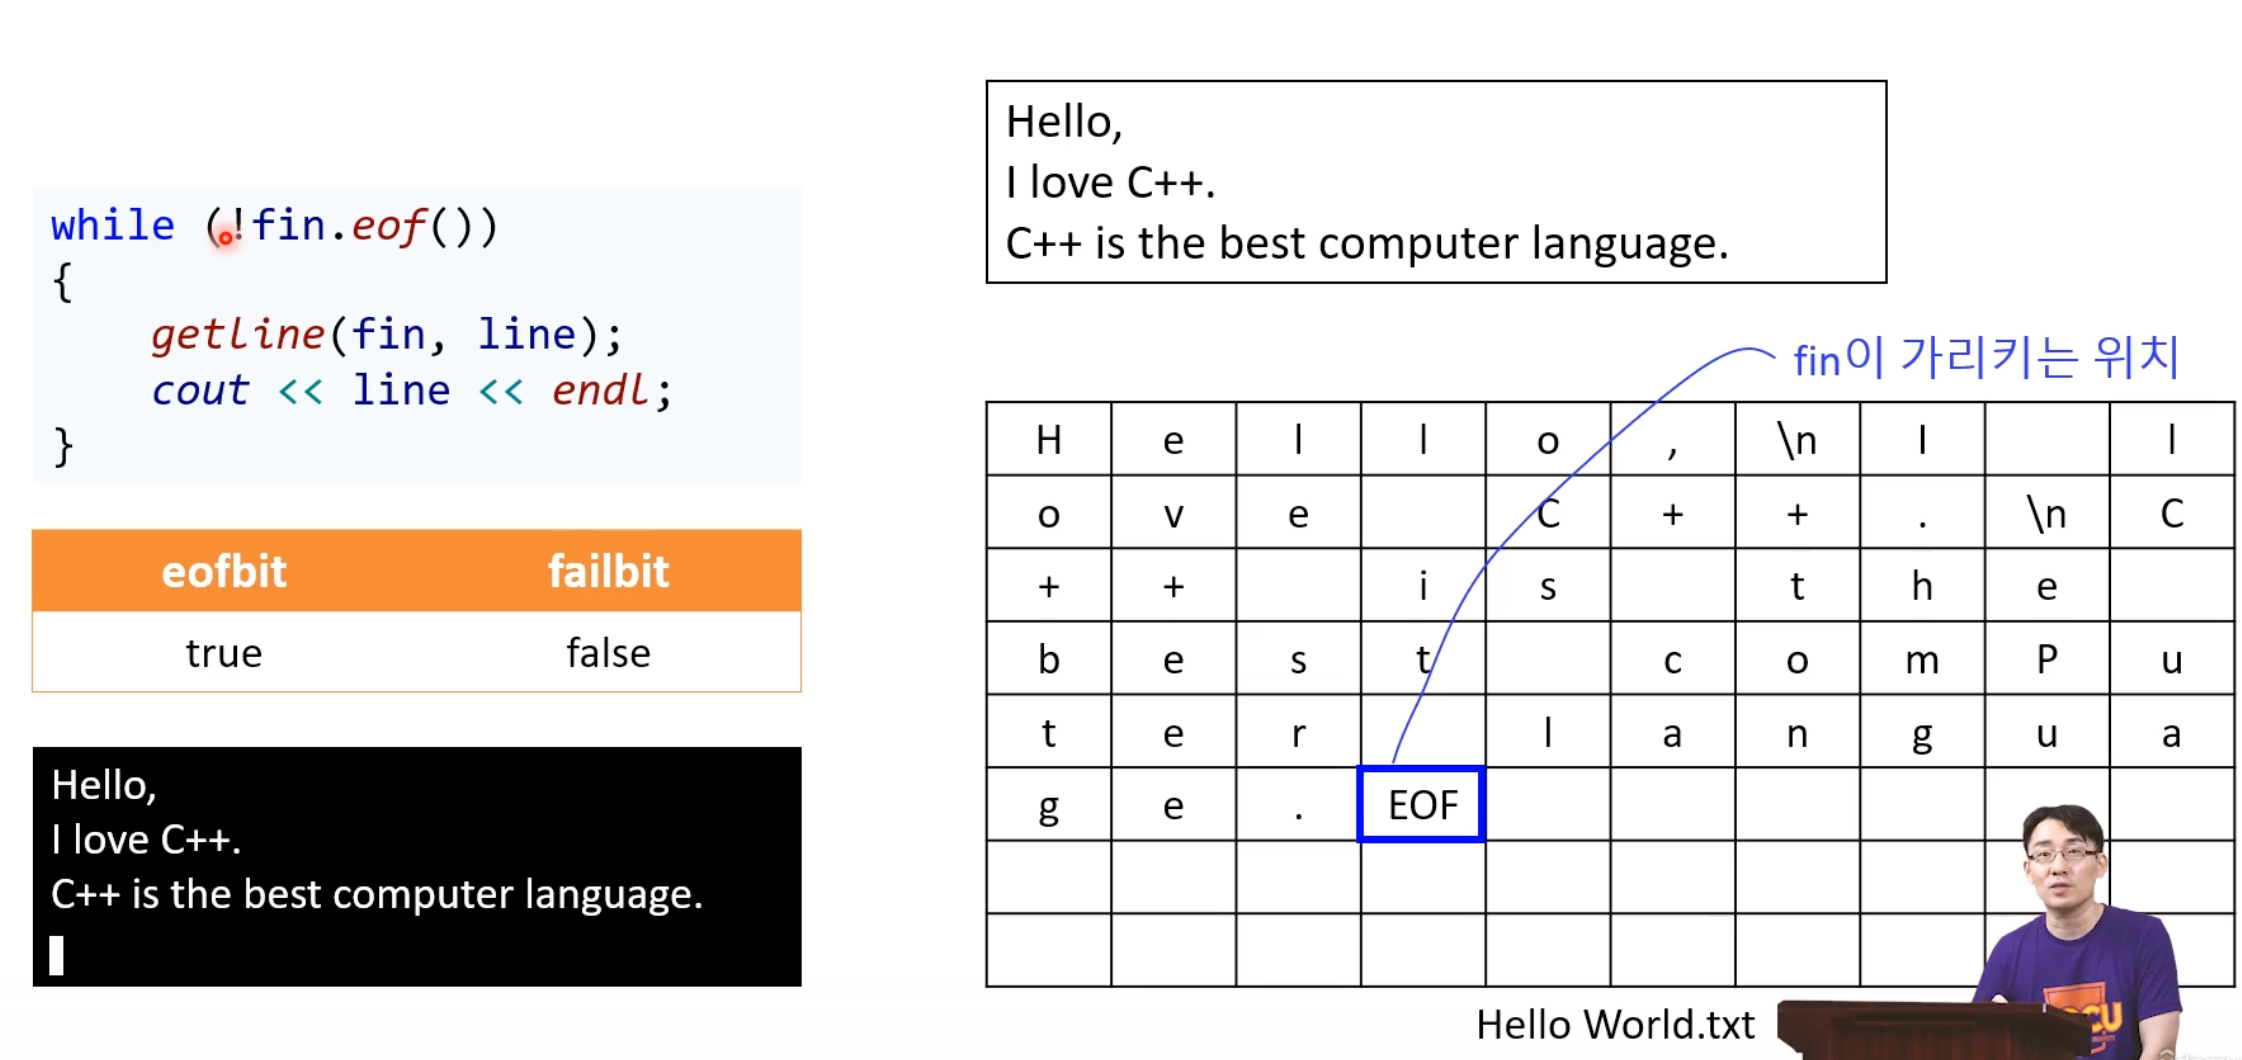 while (!fin.eof())
{
getline(fin, line);
cout << line << endl;
}
eofbit failbit
true false
Hello,
I love C++.
C++ is the best computer language.
Hello,
I love C++.
C++ is the best computer language.
fin이 가리키는 위치
H e l l o , \n I l
o v e C + + . \n C
+ + i s t h e
b e s t c o m P u
t e r l a n g u a
g e . EOF
Hello World.txt
CU